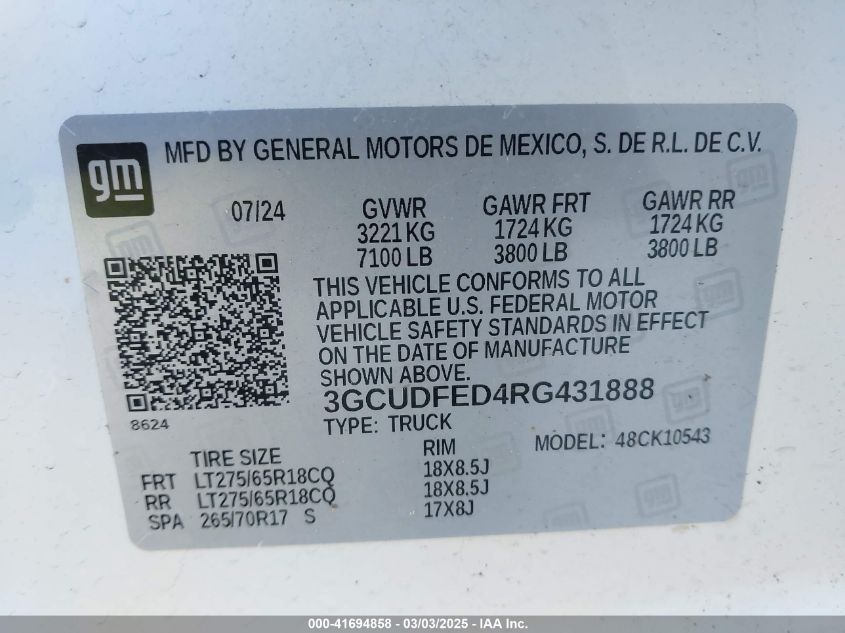 gm
MFD BY GENERAL MOTORS DE MEXICO, S. DE R.L. DE C.V.
07/24 GVWR GAWR FRT GAWR RR
3221 KG 1724 KG 1724 KG
7100 LB 3800 LB 3800 LB
THIS VEHICLE CONFORMS TO ALL
APPLICABLE U.S. FEDERAL MOTOR
VEHICLE SAFETY STANDARDS IN EFFECT
ON THE DATE OF MANUFACTURE
SHOWN ABOVE.
3GCUDFED4RG431888
8624
TYPE: TRUCK
MODEL: 48CK10543
TIRE SIZE RIM
FRT LT275/65R18CQ 18X8.5J
RR LT275/65R18CQ 18X8.5J
SPA 265/70R17 S 17X8J
000-41694858 - 03/03/2025 - IAA Inc.